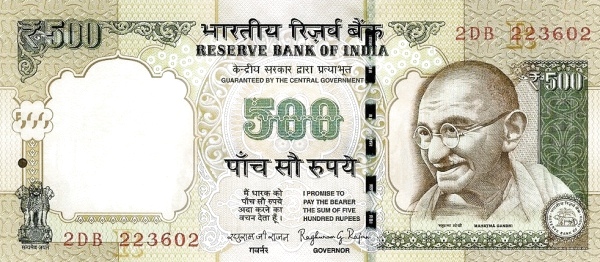 ₹500
भारतीय रिज़र्व बैंक
2DB 223602
RESERVE BANK OF INDIA
केन्द्रीय सरकार द्वारा प्रत्याभूत
GUARANTEED BY THE CENTRAL GOVERNMENT
₹500
500
पाँच सौ रुपये
मैं धारक को
पाँच सौ रुपये
अदा करने का
वचन देता हूँ ।
I PROMISE TO
PAY THE BEARER
THE SUM OF FIVE
HUNDRED RUPEES
रघुराम जी राजन
Raghuram G Rajan
गवर्नर
GOVERNOR
महात्मा गांधी
MAHATMA GANDHI
सत्यमेव जयते
2DB 223602